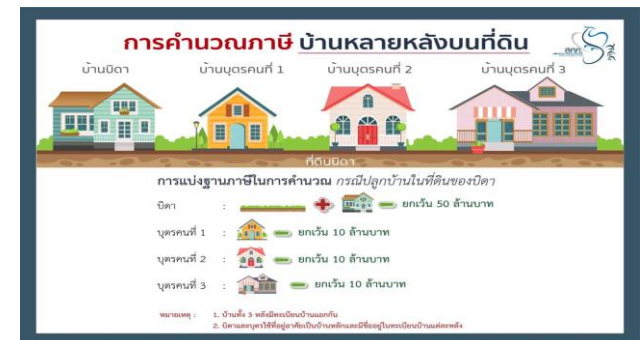 การคำนวณภาษี บ้านหลายหลังบนที่ดิน
สศค.
บ้านบิดา บ้านบุตรคนที่ 1 บ้านบุตรคนที่ 2 บ้านบุตรคนที่ 3
ที่ดินบิดา
การแบ่งฐานภาษีในการคำนวณ กรณีปลูกบ้านในที่ดินของบิดา
บิดา : ยกเว้น 50 ล้านบาท
บุตรคนที่ 1 : ยกเว้น 10 ล้านบาท
บุตรคนที่ 2 : ยกเว้น 10 ล้านบาท
บุตรคนที่ 3 : ยกเว้น 10 ล้านบาท
หมายเหตุ : 1. บ้านทั้ง 3 หลังมีทะเบียนบ้านแยกกัน
2. บิดาและบุตรใช้ที่อยู่อาศัยเป็นบ้านหลักและมีชื่ออยู่ในทะเบียนบ้านแต่ละหลัง